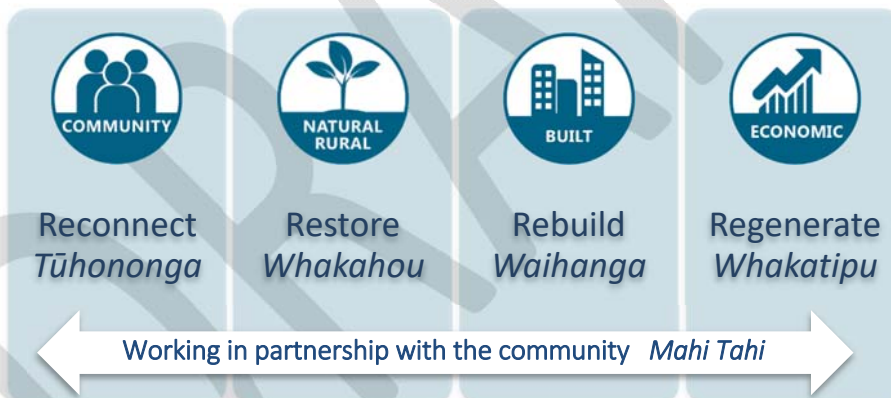 COMMUNITY
NATURAL
RURAL
BUILT
ECONOMIC
Reconnect
Tūhononga
Restore
Whakahou
Rebuild
Waihanga
Regenerate
Whakatipu
Working in partnership with the community Mahi Tahi